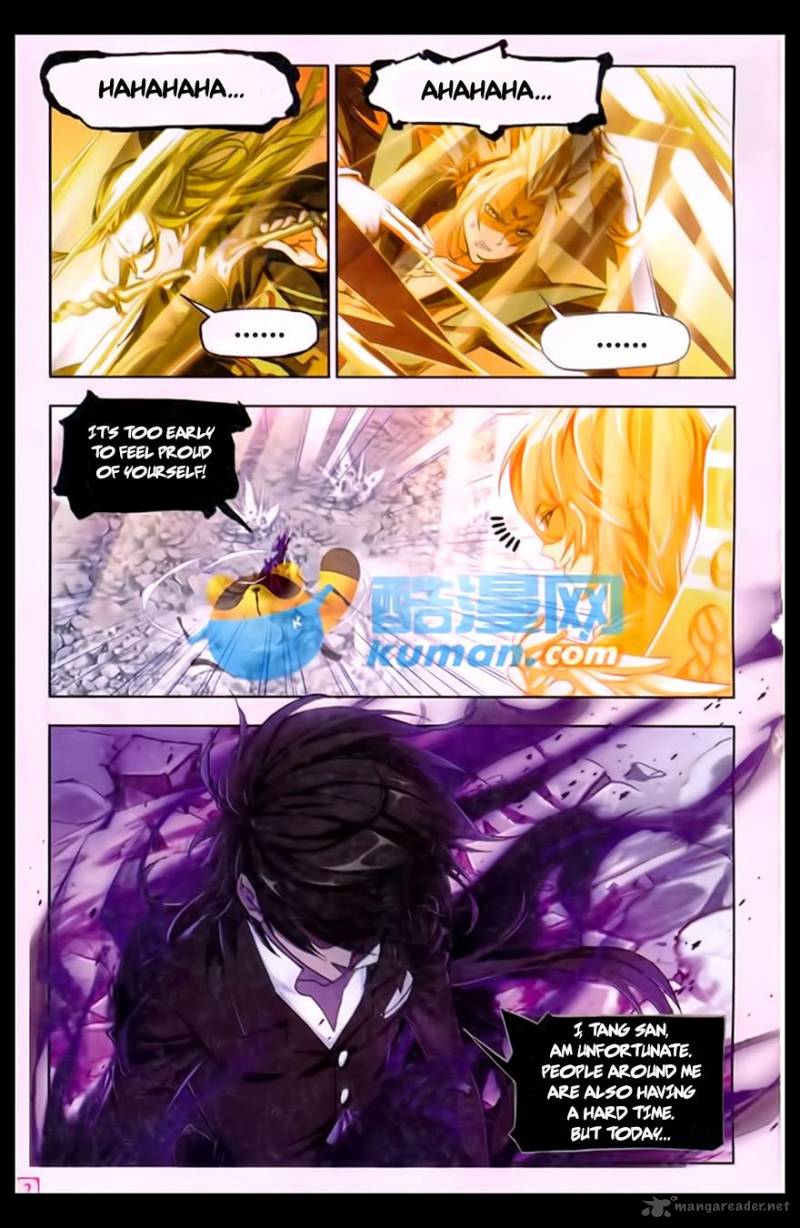 HAHAHAHA...
AHAHAHA...
......
......
IT'S TOO EARLY
TO FEEL PROUD
OF YOURSELF!
K
酷漫网
kuman.com
I, TANG SAN,
AM UNFORTUNATE.
PEOPLE AROUND ME
ARE ALSO HAVING
A HARD TIME.
BUT TODAY...
mangareader.net